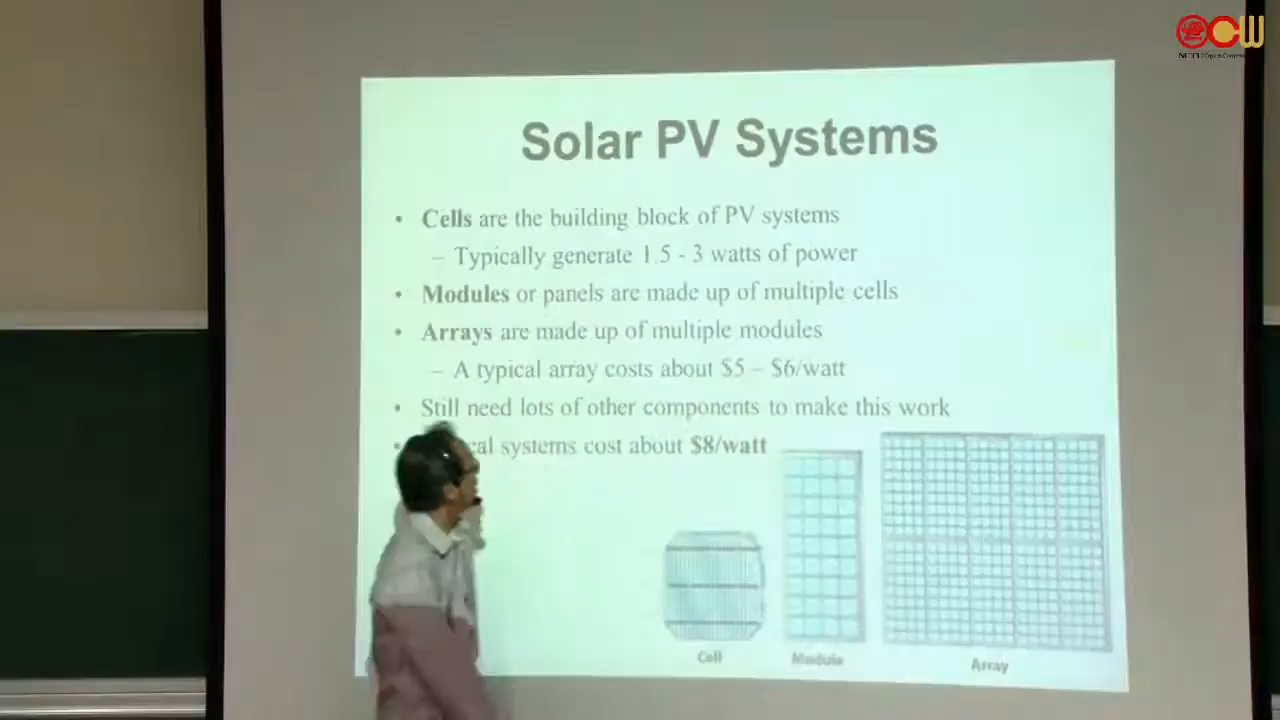 OCW
Solar PV Systems
• Cells are the building block of PV systems
– Typically generate 1.5 - 3 watts of power
• Modules or panels are made up of multiple cells
• Arrays are made up of multiple modules
– A typical array costs about $5 – $6/watt
• Still need lots of other components to make this work
systems cost about $8/watt
Cell
Module
Array